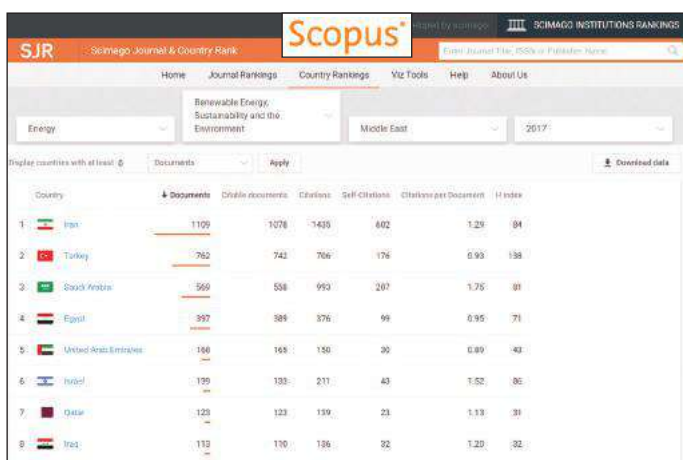 Scopus
SCIMAGO INSTITUTIONS RANKINGS
SJR Scimago Journal & Country Rank
Enter Journal Title, ISSN or Publisher Name
Home Journal Rankings Country Rankings Viz Tools Help About Us
Energy
Renewable Energy,
Sustainability and the
Environment
Middle East
2017
Display countries with at least 0 Documents Apply Download data
Country Documents Citable documents Citations Self-Citations Citations per Document H index
1 Iran 1109 1078 1435 602 1.29 84
2 Turkey 762 742 706 176 0.93 138
3 Saudi Arabia 569 558 993 207 1.75 81
4 Egypt 397 389 376 99 0.95 71
5 United Arab Emirates 168 165 150 30 0.89 43
6 Israel 139 133 211 43 1.52 86
7 Qatar 123 123 139 23 1.13 31
8 Iraq 113 110 136 32 1.20 32